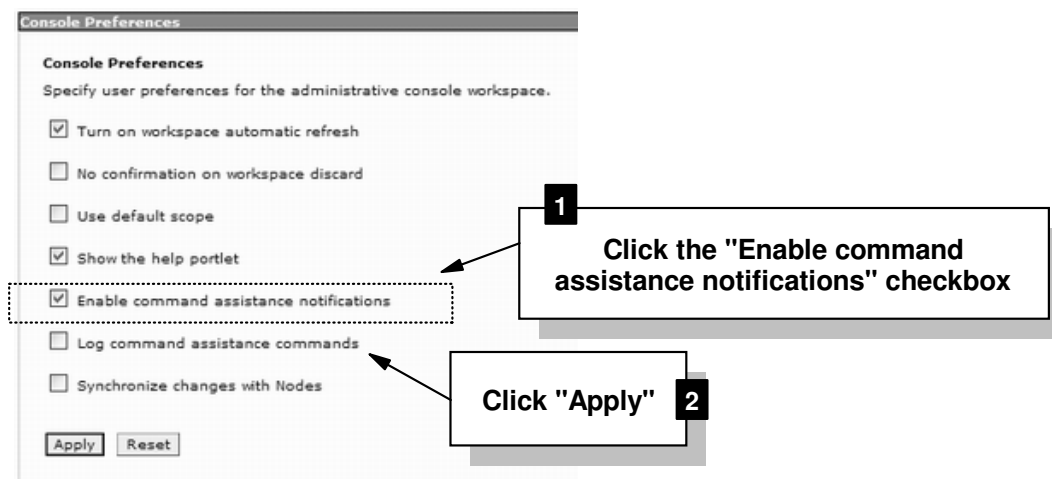 Console Preferences
Console Preferences
Specify user preferences for the administrative console workspace.
Turn on workspace automatic refresh
No confirmation on workspace discard
Use default scope
Show the help portlet
Enable command assistance notifications
Log command assistance commands
Synchronize changes with Nodes
Apply Reset
1
Click the "Enable command
assistance notifications" checkbox
Click "Apply" 2